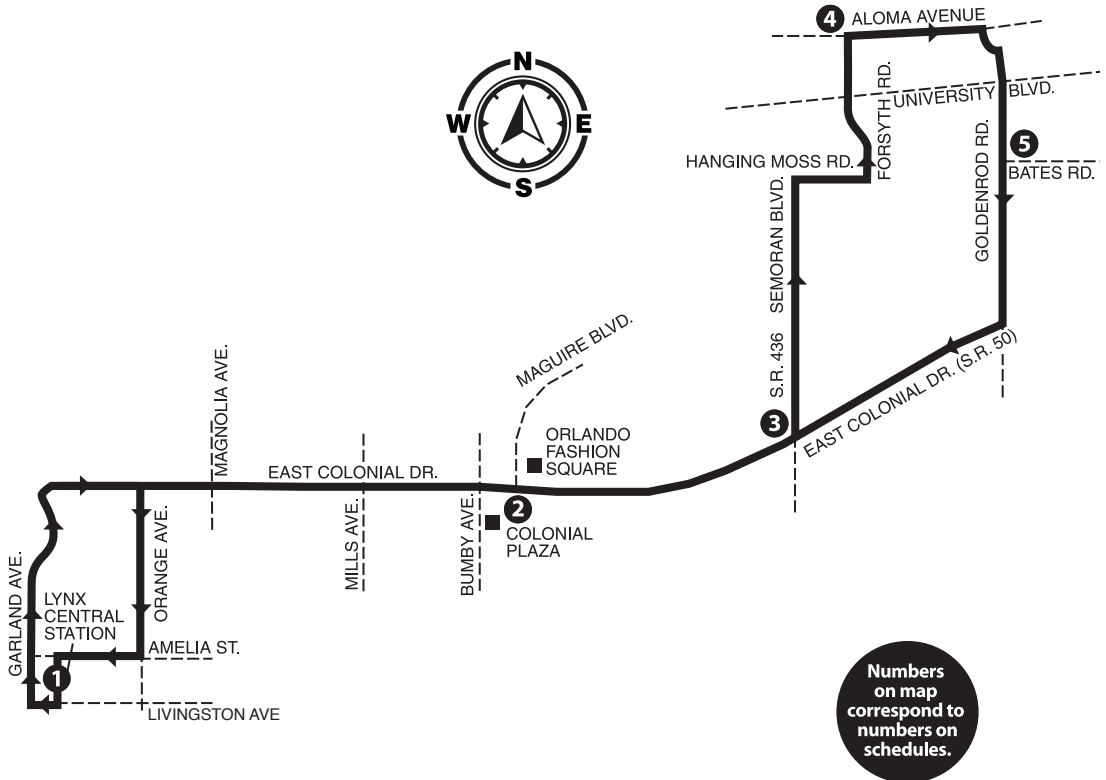 4
ALOMA AVENUE
N
W
E
S
UNIVERSITY BLVD.
FORSYTH RD.
HANGING MOSS RD.
5
BATES RD.
GOLDENROD RD.
S.R. 436 SEMORAN BLVD.
MAGUIRE BLVD.
EAST COLONIAL DR. (S.R. 50)
3
MAGNOLIA AVE.
EAST COLONIAL DR.
ORLANDO
FASHION
SQUARE
2
COLONIAL
PLAZA
MILLS AVE.
BUMBY AVE.
ORANGE AVE.
GARLAND AVE.
LYNX
CENTRAL
STATION
1
AMELIA ST.
LIVINGSTON AVE
Numbers
on map
correspond to
numbers on
schedules.